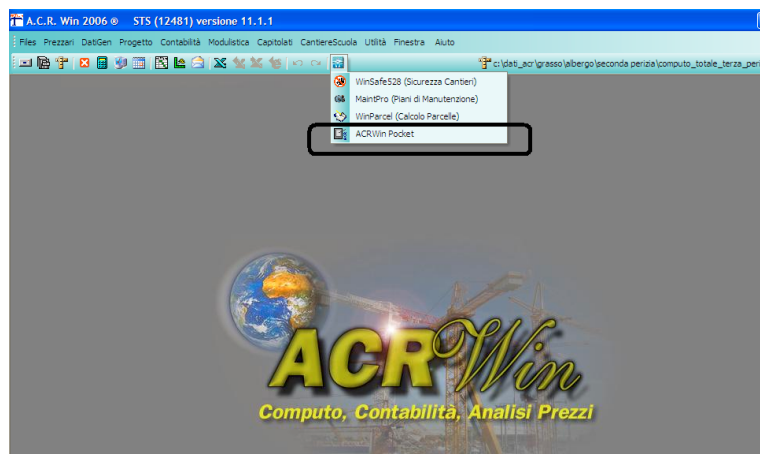 A.C.R. Win 2006 ® STS (12481) versione 11.1.1
Files Prezzari DatiGen Progetto Contabilità Modulistica Capitolati CantiereScuola Utilità Finestra Aiuto
c:\dati_acr\grasso\albergo\seconda perizia\computo_totale_terza_peri
WinSafe528 (Sicurezza Cantieri)
MaintPro (Piani di Manutenzione)
WinParcel (Calcolo Parcelle)
ACRWin Pocket
ACRWin
Computo, Contabilità, Analisi Prezzi